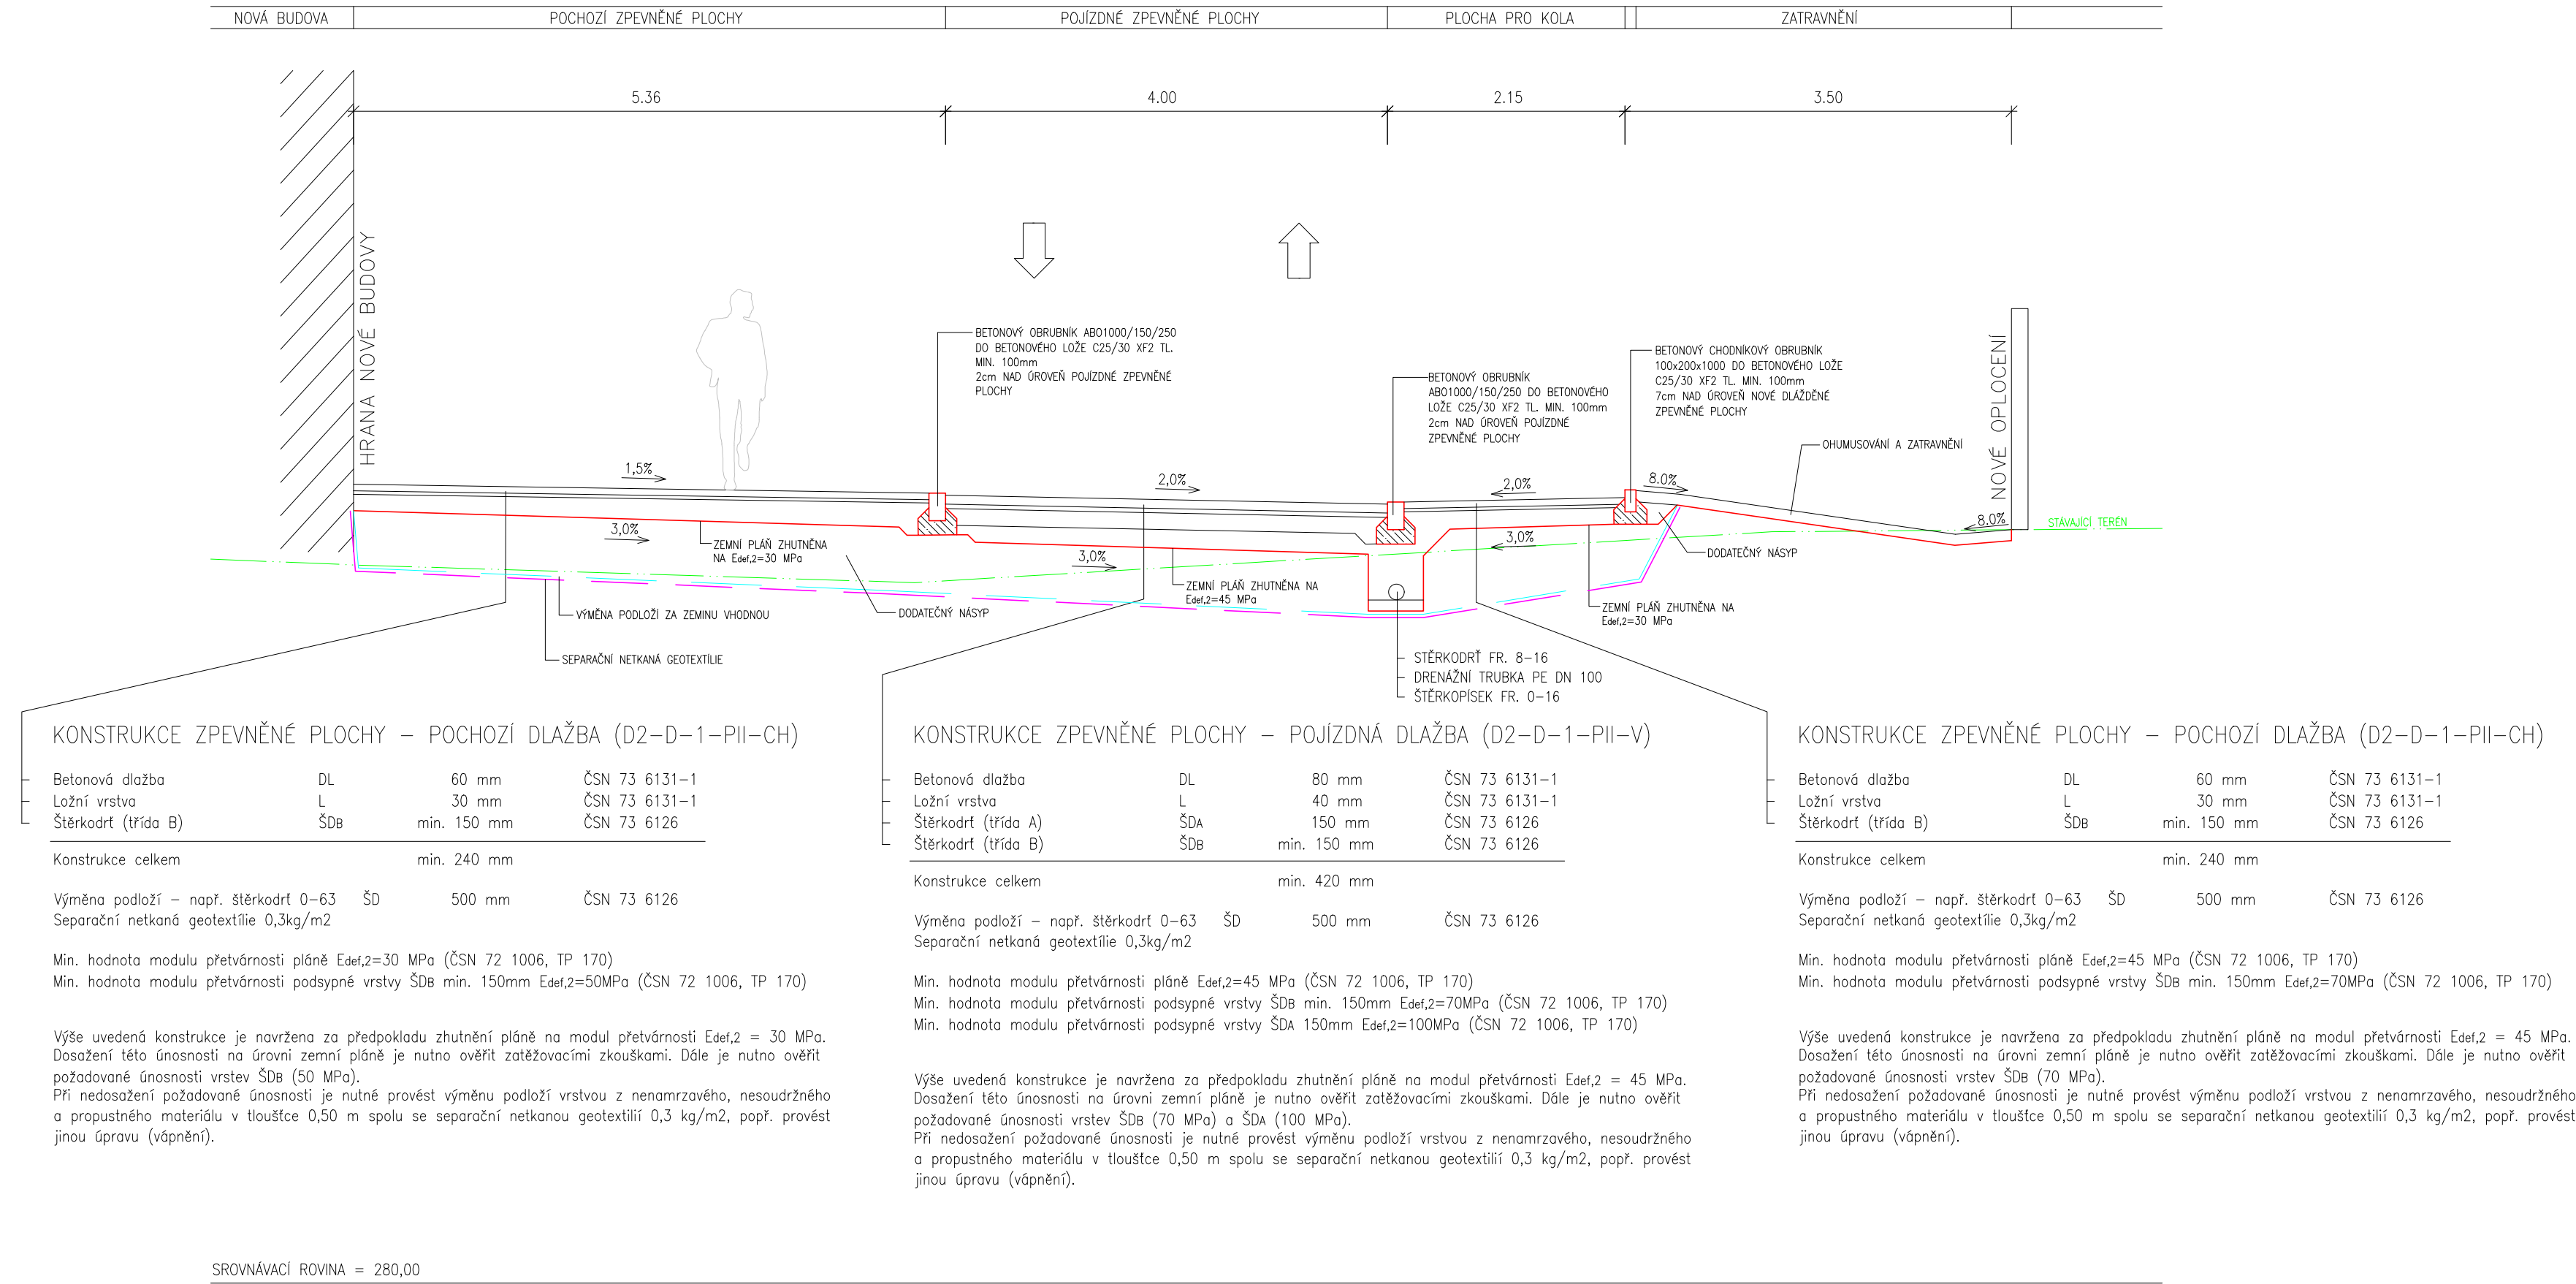 NOVÁ BUDOVA POCHOZÍ ZPEVNĚNÉ PLOCHY POJÍZDNÉ ZPEVNĚNÉ PLOCHY PLOCHA PRO KOLA ZATRAVNĚNÍ
5.36 4.00 2.15 3.50
HRANA NOVÉ BUDOVY
BETONOVÝ OBRUBNÍK ABO1000/150/250
DO BETONOVÉHO LOŽE C25/30 XF2 TL.
MIN. 100mm
2cm NAD ÚROVEŇ POJÍZDNÉ ZPEVNĚNÉ
PLOCHY
BETONOVÝ OBRUBNÍK
ABO1000/150/250 DO BETONOVÉHO
LOŽE C25/30 XF2 TL. MIN. 100mm
2cm NAD ÚROVEŇ POJÍZDNÉ
ZPEVNĚNÉ PLOCHY
BETONOVÝ CHODNÍKOVÝ OBRUBNÍK
100x200x1000 DO BETONOVÉHO LOŽE
C25/30 XF2 TL. MIN. 100mm
7cm NAD ÚROVEŇ NOVÉ DLÁŽDĚNÉ
ZPEVNĚNÉ PLOCHY
OHUMUSOVÁNÍ A ZATRAVNĚNÍ
NOVÉ OPLOCENÍ
1,5% 2,0% 2,0% 8.0%
8.0%
STÁVAJÍCÍ TERÉN
3,0% 3,0% 3,0%
ZEMNÍ PLÁŇ ZHUTNĚNA
NA Edef,2=30 MPa
DODATEČNÝ NÁSYP
ZEMNÍ PLÁŇ ZHUTNĚNA NA
Edef,2=45 MPa
DODATEČNÝ NÁSYP
ZEMNÍ PLÁŇ ZHUTNĚNA NA
Edef,2=30 MPa
VÝMĚNA PODLOŽÍ ZA ZEMINU VHODNOU
SEPARAČNÍ NETKANÁ GEOTEXTÍLIE
STĚRKODRŤ FR. 8-16
DRENÁŽNÍ TRUBKA PE DN 100
ŠTĚRKOPÍSEK FR. 0-16
KONSTRUKCE ZPEVNĚNÉ PLOCHY - POCHOZÍ DLAŽBA (D2-D-1-PII-CH)
Betonová dlažba DL 60 mm ČSN 73 6131-1
Ložní vrstva L 30 mm ČSN 73 6131-1
Štěrkodrť (třída B) ŠDB min. 150 mm ČSN 73 6126
Konstrukce celkem min. 240 mm
Výměna podloží - např. štěrkodrť 0-63 ŠD 500 mm ČSN 73 6126
Separační netkaná geotextílie 0,3kg/m2
Min. hodnota modulu přetvárnosti pláně Edef,2=30 MPa (ČSN 72 1006, TP 170)
Min. hodnota modulu přetvárnosti podsypné vrstvy ŠDB min. 150mm Edef,2=50MPa (ČSN 72 1006, TP 170)
Výše uvedená konstrukce je navržena za předpokladu zhutnění pláně na modul přetvárnosti Edef,2 = 30 MPa.
Dosažení této únosnosti na úrovni zemní pláně je nutno ověřit zatěžovacími zkouškami. Dále je nutno ověřit
požadované únosnosti vrstev ŠDB (50 MPa).
Při nedosažení požadované únosnosti je nutné provést výměnu podloží vrstvou z nenamrzavého, nesoudržného
a propustného materiálu v tloušťce 0,50 m spolu se separační netkanou geotextilií 0,3 kg/m2, popř. provést
jinou úpravu (vápnění).
KONSTRUKCE ZPEVNĚNÉ PLOCHY - POJÍZDNÁ DLAŽBA (D2-D-1-PII-V)
Betonová dlažba DL 80 mm ČSN 73 6131-1
Ložní vrstva L 40 mm ČSN 73 6131-1
Štěrkodrť (třída A) ŠDA 150 mm ČSN 73 6126
Štěrkodrť (třída B) ŠDB min. 150 mm ČSN 73 6126
Konstrukce celkem min. 420 mm
Výměna podloží - např. štěrkodrť 0-63 ŠD 500 mm ČSN 73 6126
Separační netkaná geotextílie 0,3kg/m2
Min. hodnota modulu přetvárnosti pláně Edef,2=45 MPa (ČSN 72 1006, TP 170)
Min. hodnota modulu přetvárnosti podsypné vrstvy ŠDB min. 150mm Edef,2=70MPa (ČSN 72 1006, TP 170)
Min. hodnota modulu přetvárnosti podsypné vrstvy ŠDA 150mm Edef,2=100MPa (ČSN 72 1006, TP 170)
Výše uvedená konstrukce je navržena za předpokladu zhutnění pláně na modul přetvárnosti Edef,2 = 45 MPa.
Dosažení této únosnosti na úrovni zemní pláně je nutno ověřit zatěžovacími zkouškami. Dále je nutno ověřit
požadované únosnosti vrstev ŠDB (70 MPa) a ŠDA (100 MPa).
Při nedosažení požadované únosnosti je nutné provést výměnu podloží vrstvou z nenamrzavého, nesoudržného
a propustného materiálu v tloušťce 0,50 m spolu se separační netkanou geotextilií 0,3 kg/m2, popř. provést
jinou úpravu (vápnění).
KONSTRUKCE ZPEVNĚNÉ PLOCHY - POCHOZÍ DLAŽBA (D2-D-1-PII-CH)
Betonová dlažba DL 60 mm ČSN 73 6131-1
Ložní vrstva L 30 mm ČSN 73 6131-1
Štěrkodrť (třída B) ŠDB min. 150 mm ČSN 73 6126
Konstrukce celkem min. 240 mm
Výměna podloží - např. štěrkodrť 0-63 ŠD 500 mm ČSN 73 6126
Separační netkaná geotextílie 0,3kg/m2
Min. hodnota modulu přetvárnosti pláně Edef,2=45 MPa (ČSN 72 1006, TP 170)
Min. hodnota modulu přetvárnosti podsypné vrstvy ŠDB min. 150mm Edef,2=70MPa (ČSN 72 1006, TP 170)
Výše uvedená konstrukce je navržena za předpokladu zhutnění pláně na modul přetvárnosti Edef,2 = 45 MPa.
Dosažení této únosnosti na úrovni zemní pláně je nutno ověřit zatěžovacími zkouškami. Dále je nutno ověřit
požadované únosnosti vrstev ŠDB (70 MPa).
Při nedosažení požadované únosnosti je nutné provést výměnu podloží vrstvou z nenamrzavého, nesoudržného
a propustného materiálu v tloušťce 0,50 m spolu se separační netkanou geotextilií 0,3 kg/m2, popř. provést
jinou úpravu (vápnění).
SROVNÁVACÍ ROVINA = 280,00